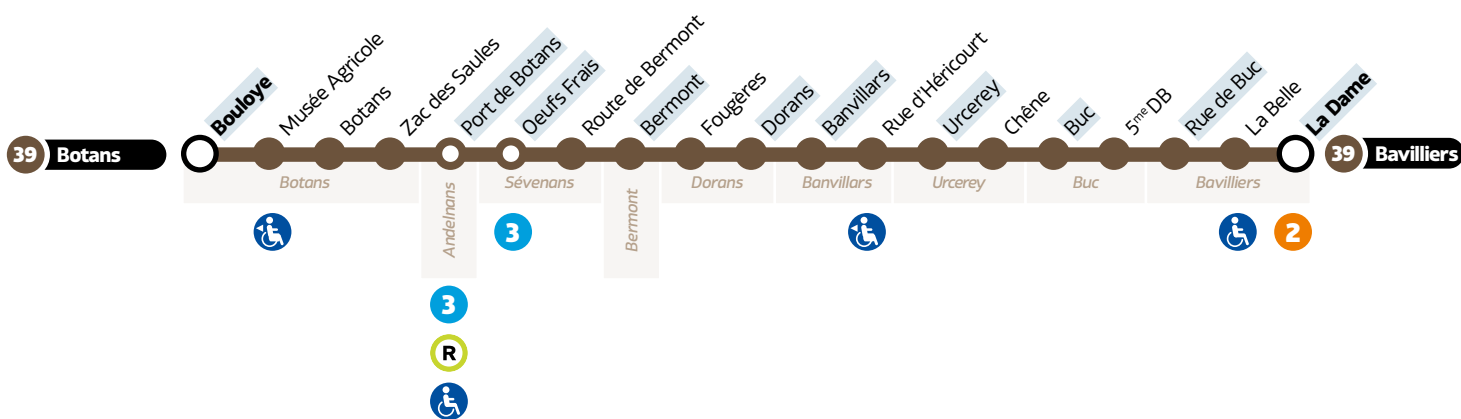 Bouloye
Musée Agricole
Botans
Zac des Saules
Port de Botans
Oeufs Frais
Route de Bermont
Bermont
Fougères
Dorans
Banvillars
Rue d'Héricourt
Urcerey
Chêne
Buc
5me DB
Rue de Buc
La Belle
La Dame
39 Botans
39 Bavilliers
Botans
Andelnans
Sévenans
Bermont
Dorans
Banvillars
Urcerey
Buc
Bavilliers
3
2
3
R